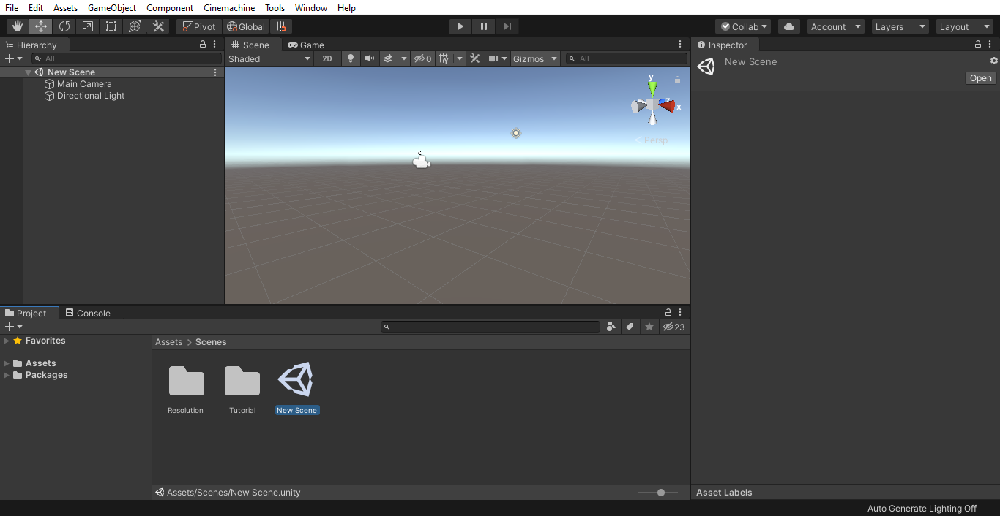 File Edit Assets GameObject Component Cinemachine Tools Window Help
Pivot Global Collab Account Layers Layout
Hierarchy Scene Game Inspector
All Shaded 2D 0 Gizmos All New Scene
Open
New Scene
Main Camera
Directional Light
y
x
Persp
Project Console
23
Favorites Assets > Scenes
Assets
Packages
Resolution Tutorial New Scene
Assets/Scenes/New Scene.unity Asset Labels
Auto Generate Lighting Off